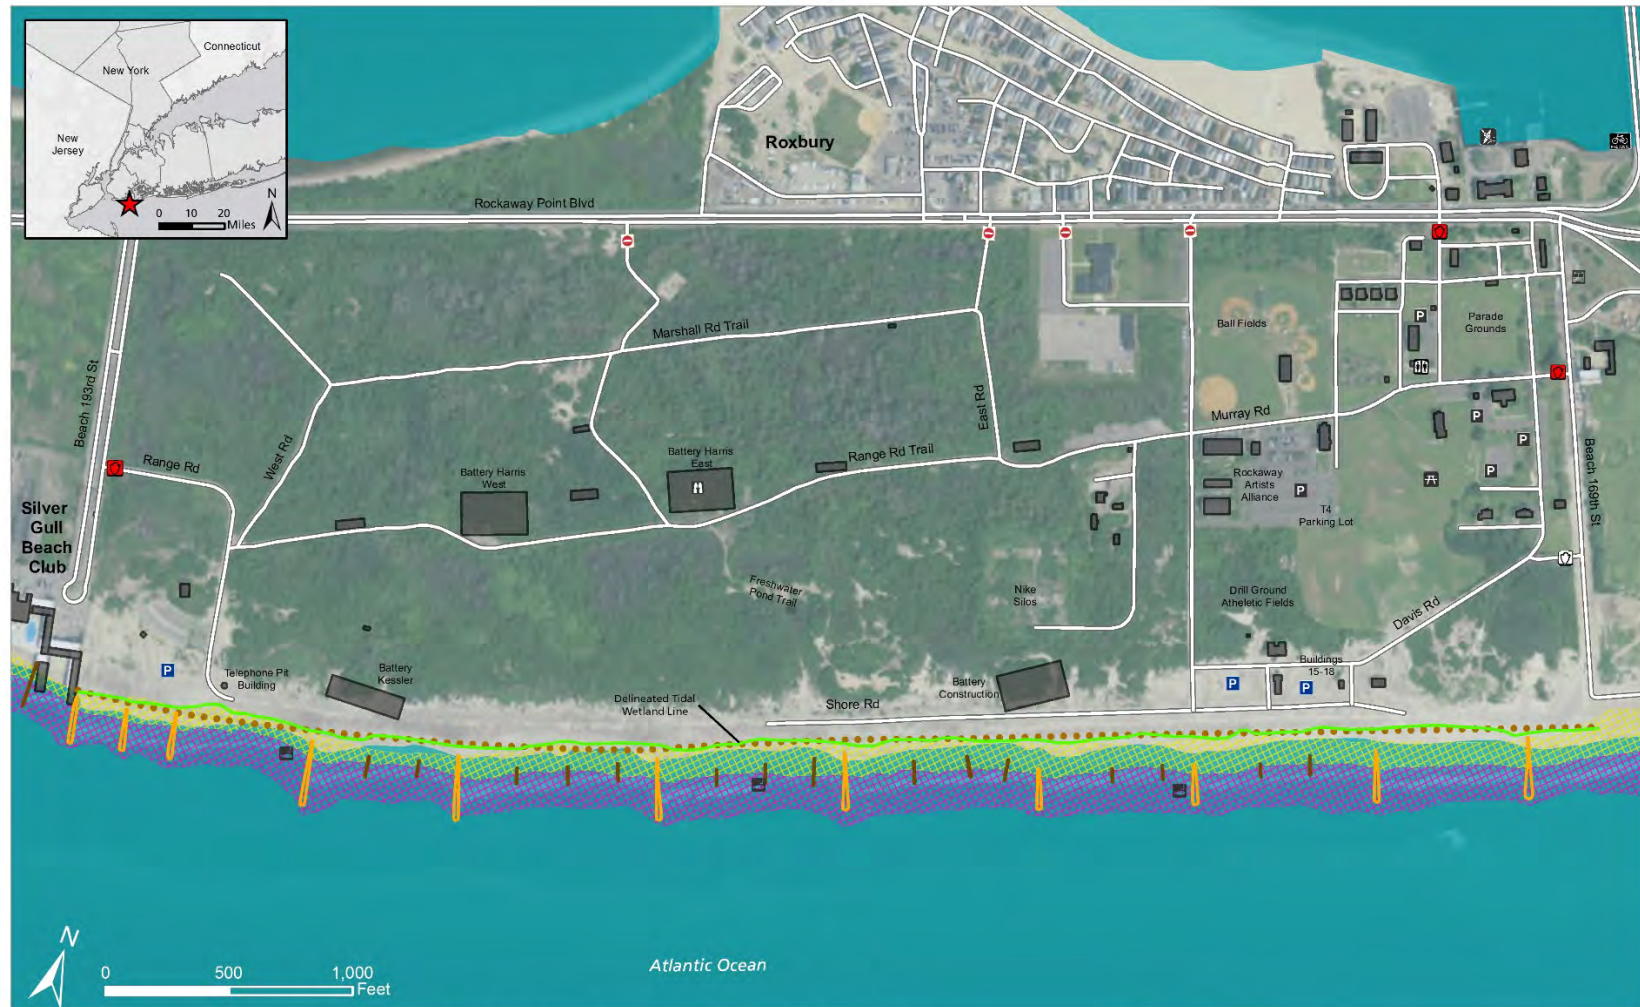 Connecticut
New York
New
Jersey
N
0 10 20
Miles
Roxbury
Rockaway Point Blvd
Marshall Rd Trail
Ball Fields
P
Parade
Grounds
Beach 193rd St
West Rd
East Rd
Murray Rd
Range Rd
Range Rd Trail
Battery Harris
West
Battery Harris
East
Rockaway
Artists
Alliance
P
T4
Parking Lot
P
P
P
Beach 169th St
Silver
Gull
Beach
Club
Freshwater
Pond Trail
Nike
Silos
Drill Ground
Atheletic Fields
Davis Rd
P
Telephone Pit
Building
Battery
Kessler
Delineated Tidal
Wetland Line
Battery
Construction
Shore Rd
Buildings
15-18
P
P
N
0 500 1,000
Feet
Atlantic Ocean